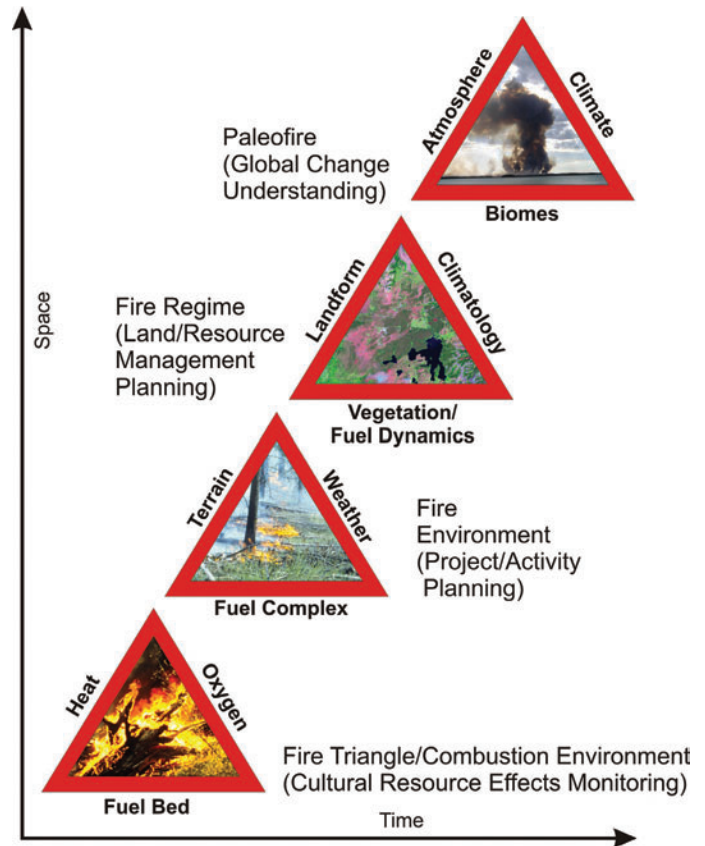 Atmosphere
Climate
Biomes
Paleofire
(Global Change
Understanding)
Landform
Climatology
Vegetation/
Fuel Dynamics
Fire Regime
(Land/Resource
Management
Planning)
Terrain
Weather
Fuel Complex
Fire
Environment
(Project/Activity
Planning)
Heat
Oxygen
Fuel Bed
Fire Triangle/Combustion Environment
(Cultural Resource Effects Monitoring)
Space
Time